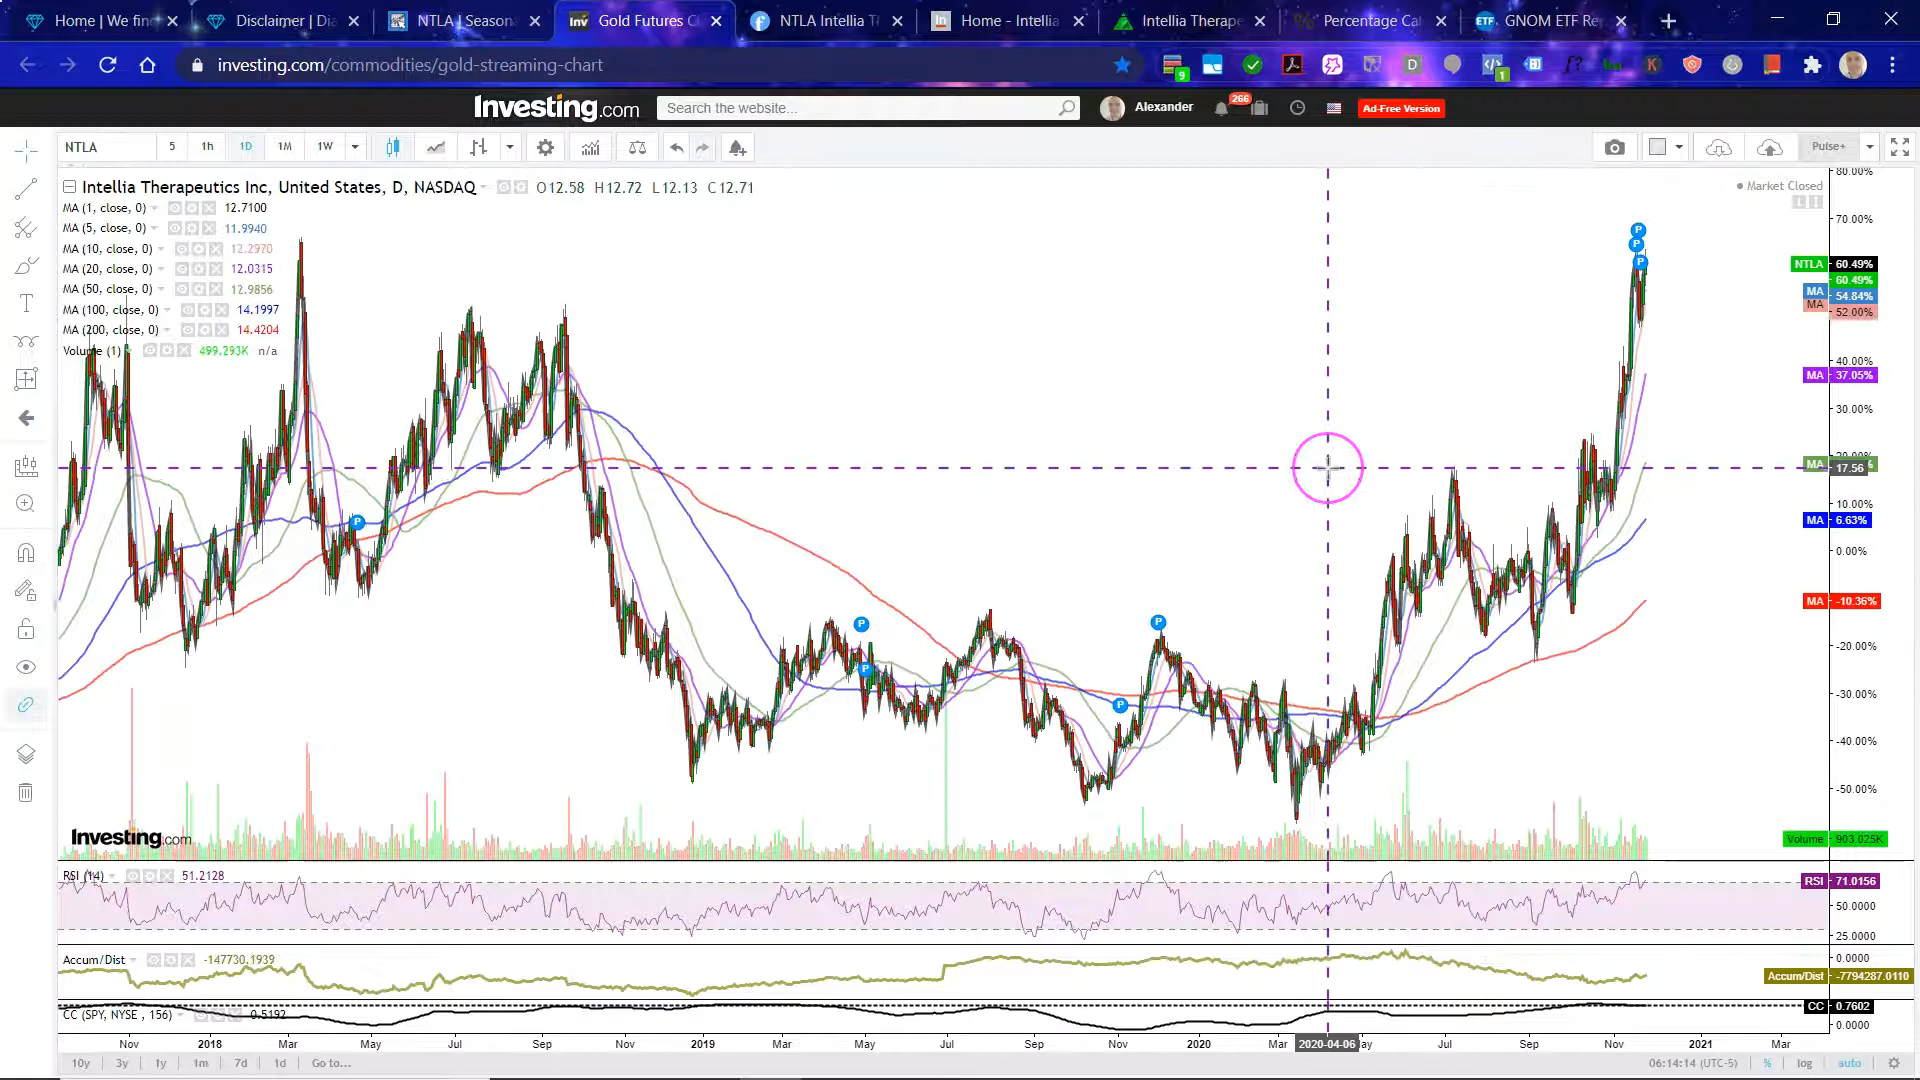 Home | We fin
Disclaimer | Dia
NTLA | Season
Gold Futures C
NTLA Intellia T
Home - Intellia
Intellia Therape
Percentage Cal
GNOM ETF Re
investing.com/commodities/gold-streaming-chart
Investing.com
Search the website...
Alexander
266
Ad-Free Version
NTLA
5
1h
1D
1M
1W
Pulse+
Intellia Therapeutics Inc, United States, D, NASDAQ
O12.58 H12.72 L12.13 C12.71
Market Closed
MA (1, close, 0) 12.7100
MA (5, close, 0) 11.9940
MA (10, close, 0) 12.2970
MA (20, close, 0) 12.0315
MA (50, close, 0) 12.9856
MA (100, close, 0) 14.1997
MA (200, close, 0) 14.4204
Volume (1) 499.293K n/a
80.00%
70.00%
NTLA 60.49%
60.49%
MA 54.84%
MA 52.00%
40.00%
MA 37.05%
30.00%
MA 17.56
10.00%
MA 6.63%
0.00%
MA -10.36%
-20.00%
-30.00%
-40.00%
-50.00%
Investing.com
Volume 903.025K
RSI (14) 51.2128
RSI 71.0156
50.0000
25.0000
Accum/Dist -147730.1939
0.0000
Accum/Dist -7794287.0110
CC (SPY, NYSE , 156) 0.5192
CC 0.7602
0.0000
Nov 2018 Mar May Jul Sep Nov 2019 Mar May Jul Sep Nov 2020 Mar 2020-04-06 Jul Sep Nov 2021 Mar
10y 3y 1y 1m 7d 1d Go to...
06:14:14 (UTC-5) % log auto